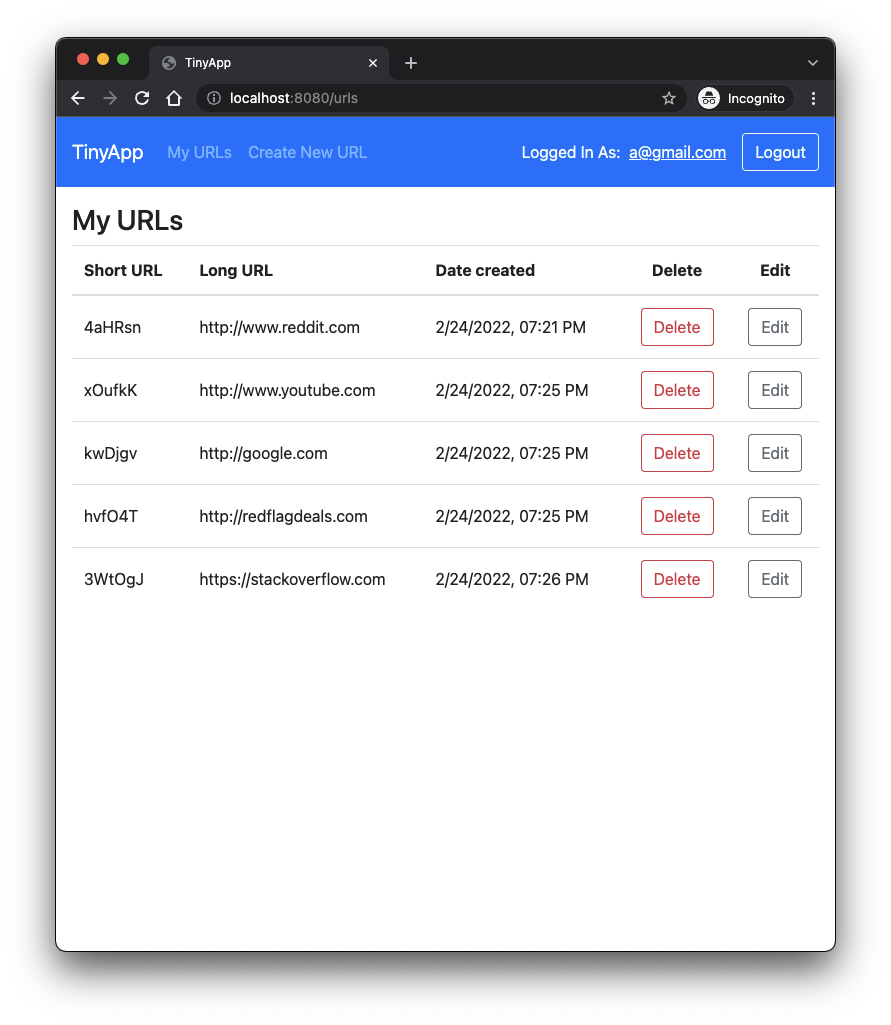 TinyApp
localhost:8080/urls Incognito
TinyApp My URLs Create New URL Logged In As: a@gmail.com Logout
My URLs
Short URL Long URL Date created Delete Edit
4aHRsn http://www.reddit.com 2/24/2022, 07:21 PM Delete Edit
xOufkK http://www.youtube.com 2/24/2022, 07:25 PM Delete Edit
kwDjgv http://google.com 2/24/2022, 07:25 PM Delete Edit
hvfO4T http://redflagdeals.com 2/24/2022, 07:25 PM Delete Edit
3WtOgJ https://stackoverflow.com 2/24/2022, 07:26 PM Delete Edit